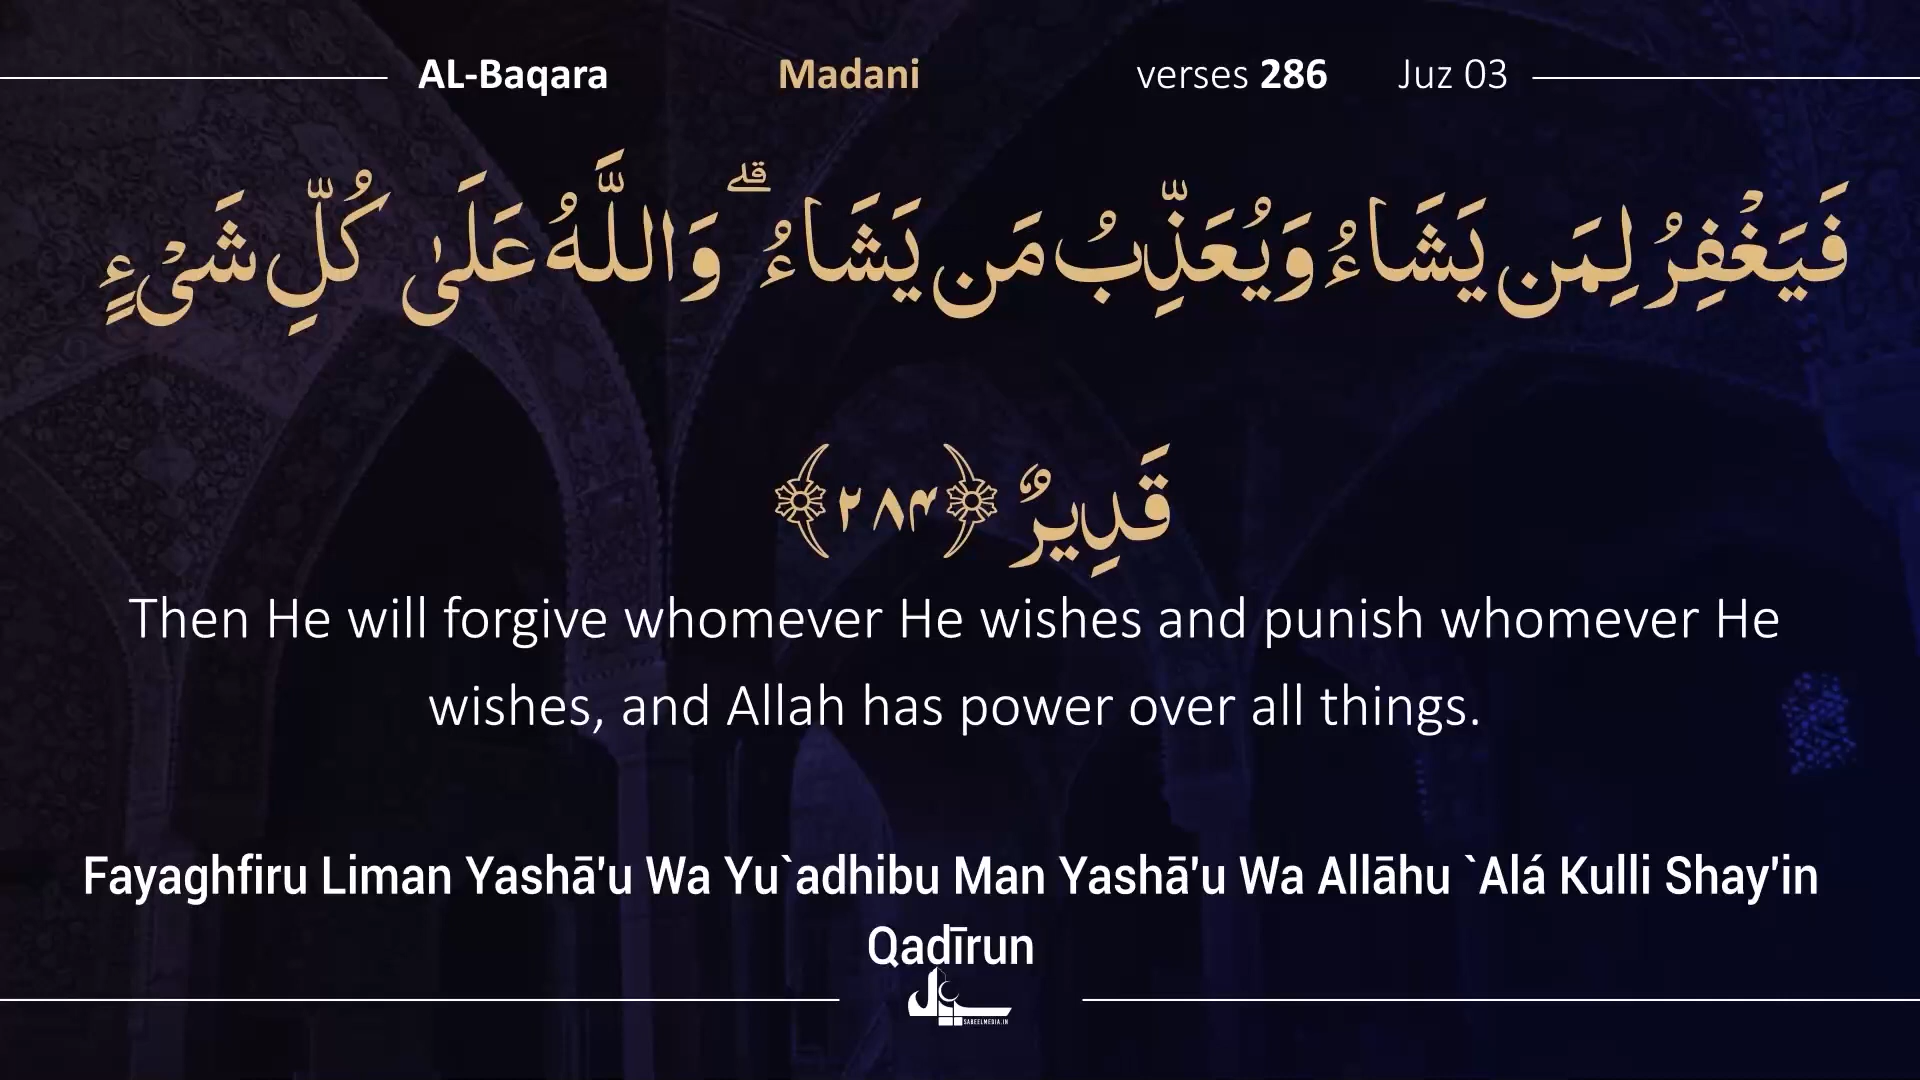 AL-Baqara Madani verses 286 Juz 03
فَيَغْفِرُ لِمَن يَشَاءُ وَيُعَذِّبُ مَن يَشَاءُ ۗ وَاللَّهُ عَلَىٰ كُلِّ شَيْءٍ
قَدِيرٌ ﴿٢٨۴﴾
Then He will forgive whomever He wishes and punish whomever He
wishes, and Allah has power over all things.
Fayaghfiru Liman Yashā'u Wa Yu`adhibu Man Yashā'u Wa Allāhu `Alá Kulli Shay'in
Qadīrun
SABEELMEDIA.IN